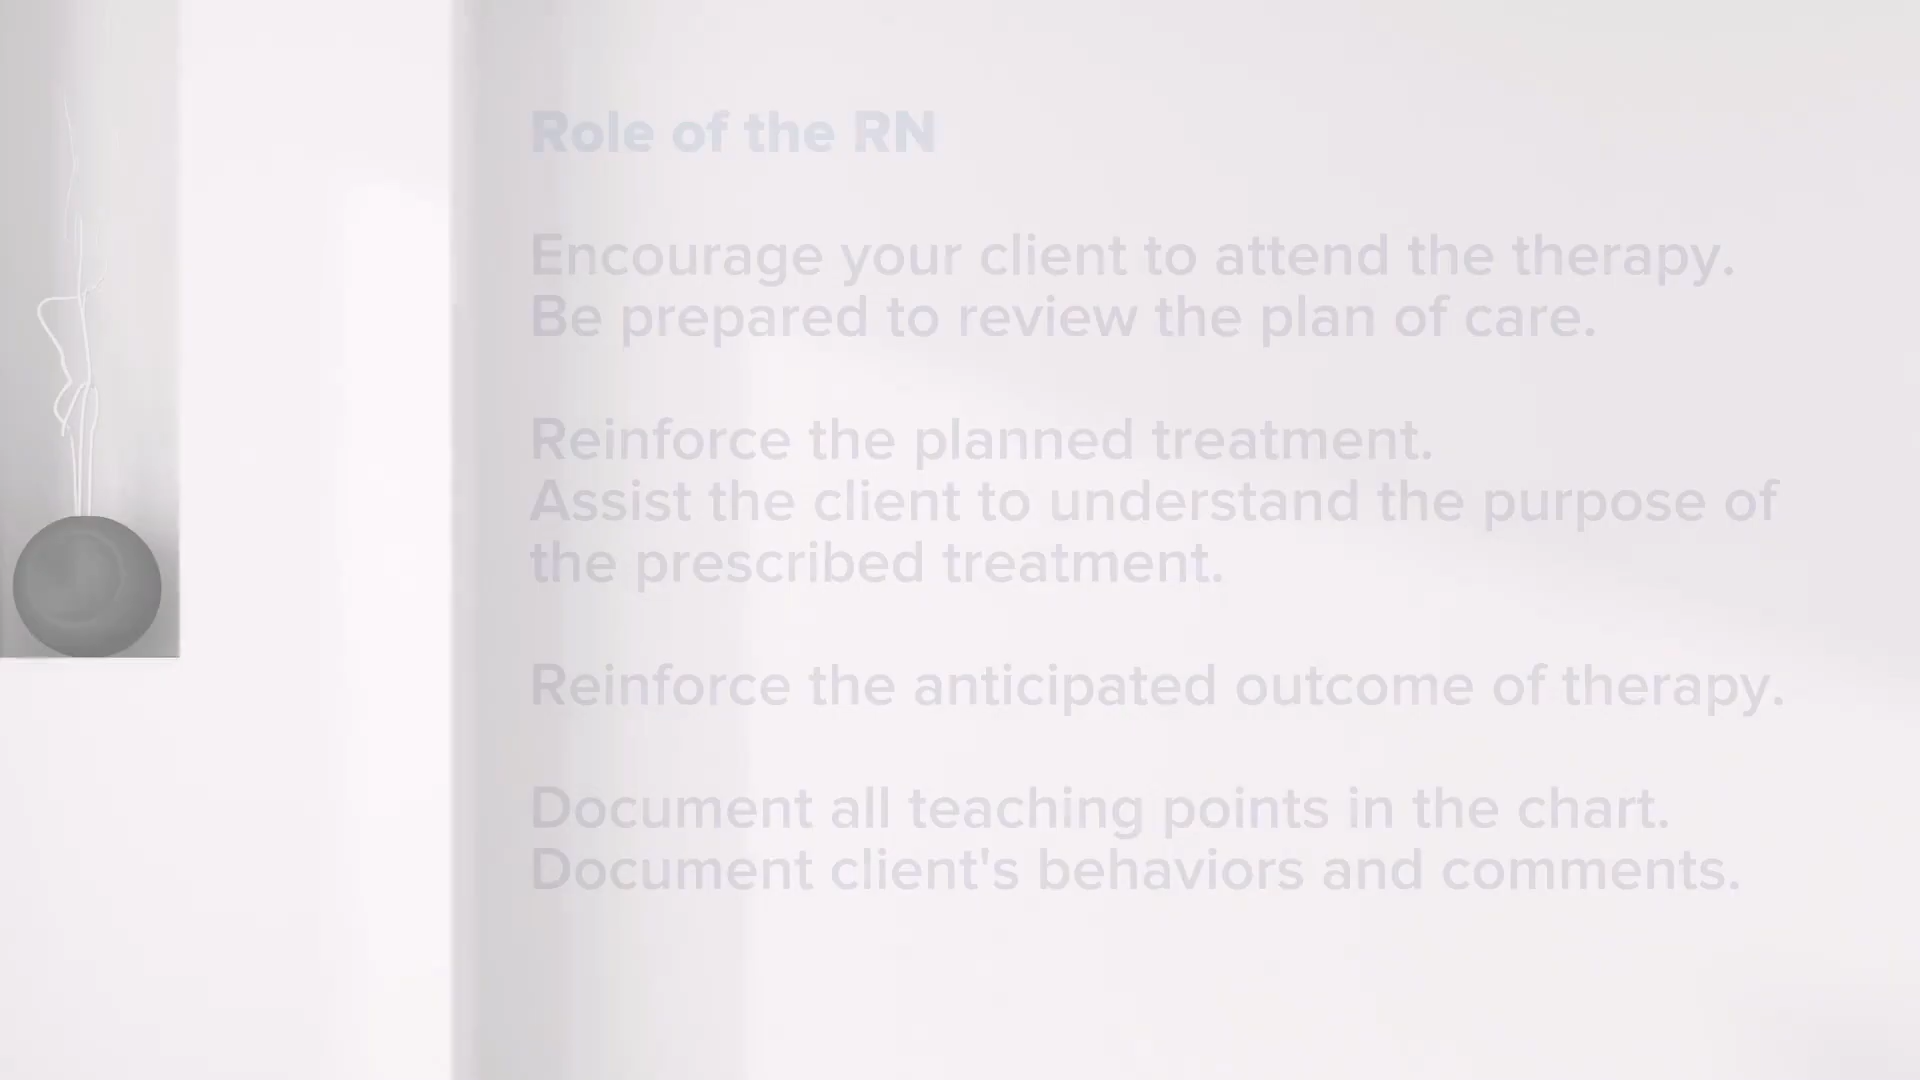 Role of the RN
Encourage your client to attend the therapy.
Be prepared to review the plan of care.
Reinforce the planned treatment.
Assist the client to understand the purpose of
the prescribed treatment.
Reinforce the anticipated outcome of therapy.
Document all teaching points in the chart.
Document client's behaviors and comments.